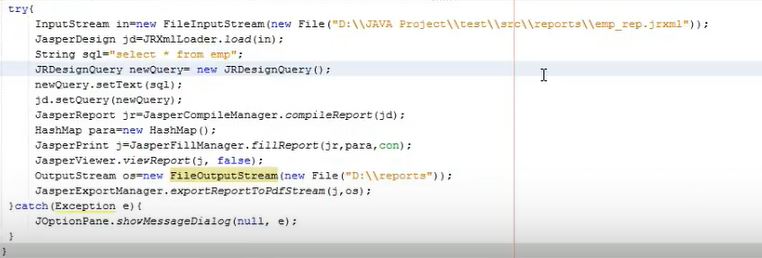 try{
InputStream in=new FileInputStream(new File("D:\\JAVA Project\\test\\src\\reports\\emp_rep.jrxml"));
JasperDesign jd=JRXmlLoader.load(in);
String sql="select * from emp";
JRDesignQuery newQuery= new JRDesignQuery();
newQuery.setText(sql);
jd.setQuery(newQuery);
JasperReport jr=JasperCompileManager.compileReport(jd);
HashMap para=new HashMap();
JasperPrint j=JasperFillManager.fillReport(jr,para,con);
JasperViewer.viewReport(j, false);
OutputStream os=new FileOutputStream(new File("D:\\reports"));
JasperExportManager.exportReportToPdfStream(j,os);
}catch(Exception e){
JOptionPane.showMessageDialog(null, e);
}
}